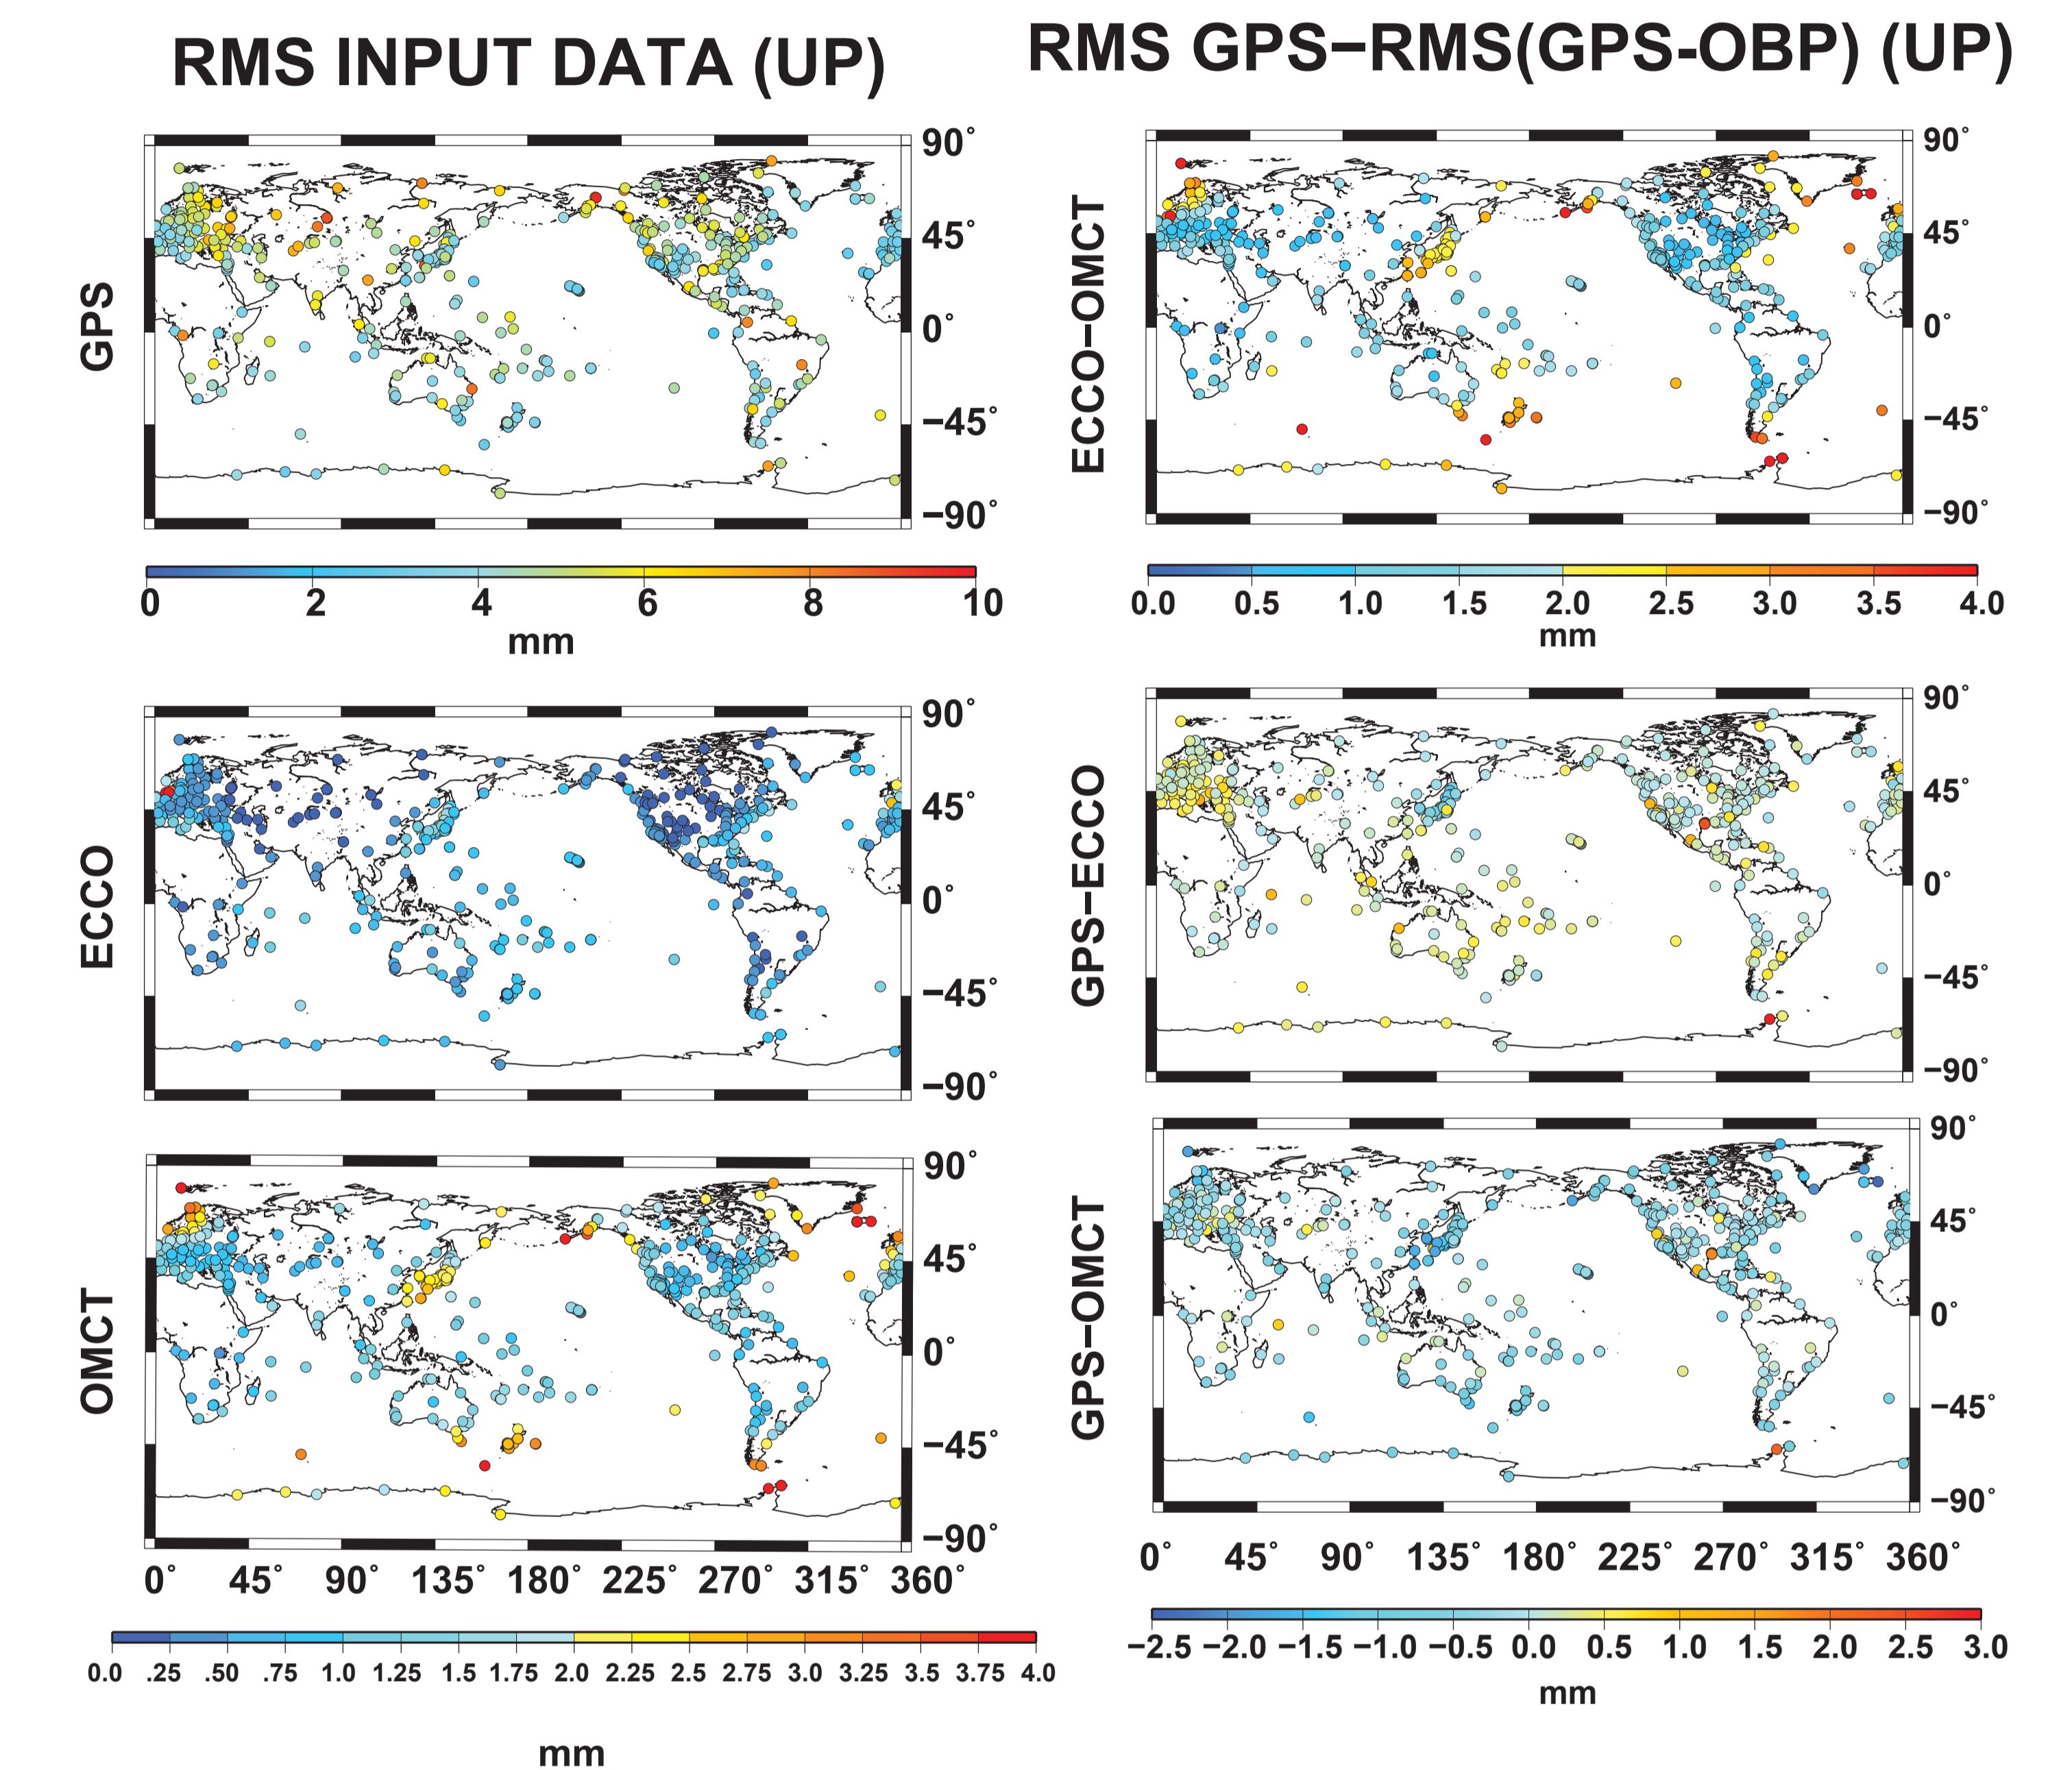 RMS INPUT DATA (UP)
GPS
90°
45°
0°
−45°
−90°
0 2 4 6 8 10
mm
ECCO
90°
45°
0°
−45°
−90°
OMCT
90°
45°
0°
−45°
−90°
0° 45° 90° 135° 180° 225° 270° 315° 360°
0.0 .25 .50 .75 1.0 1.25 1.5 1.75 2.0 2.25 2.5 2.75 3.0 3.25 3.5 3.75 4.0
mm
RMS GPS−RMS(GPS-OBP) (UP)
ECCO−OMCT
90°
45°
0°
−45°
−90°
0.0 0.5 1.0 1.5 2.0 2.5 3.0 3.5 4.0
mm
GPS−ECCO
90°
45°
0°
−45°
−90°
GPS−OMCT
90°
45°
0°
−45°
−90°
0° 45° 90° 135° 180° 225° 270° 315° 360°
−2.5 −2.0 −1.5 −1.0 −0.5 0.0 0.5 1.0 1.5 2.0 2.5 3.0
mm